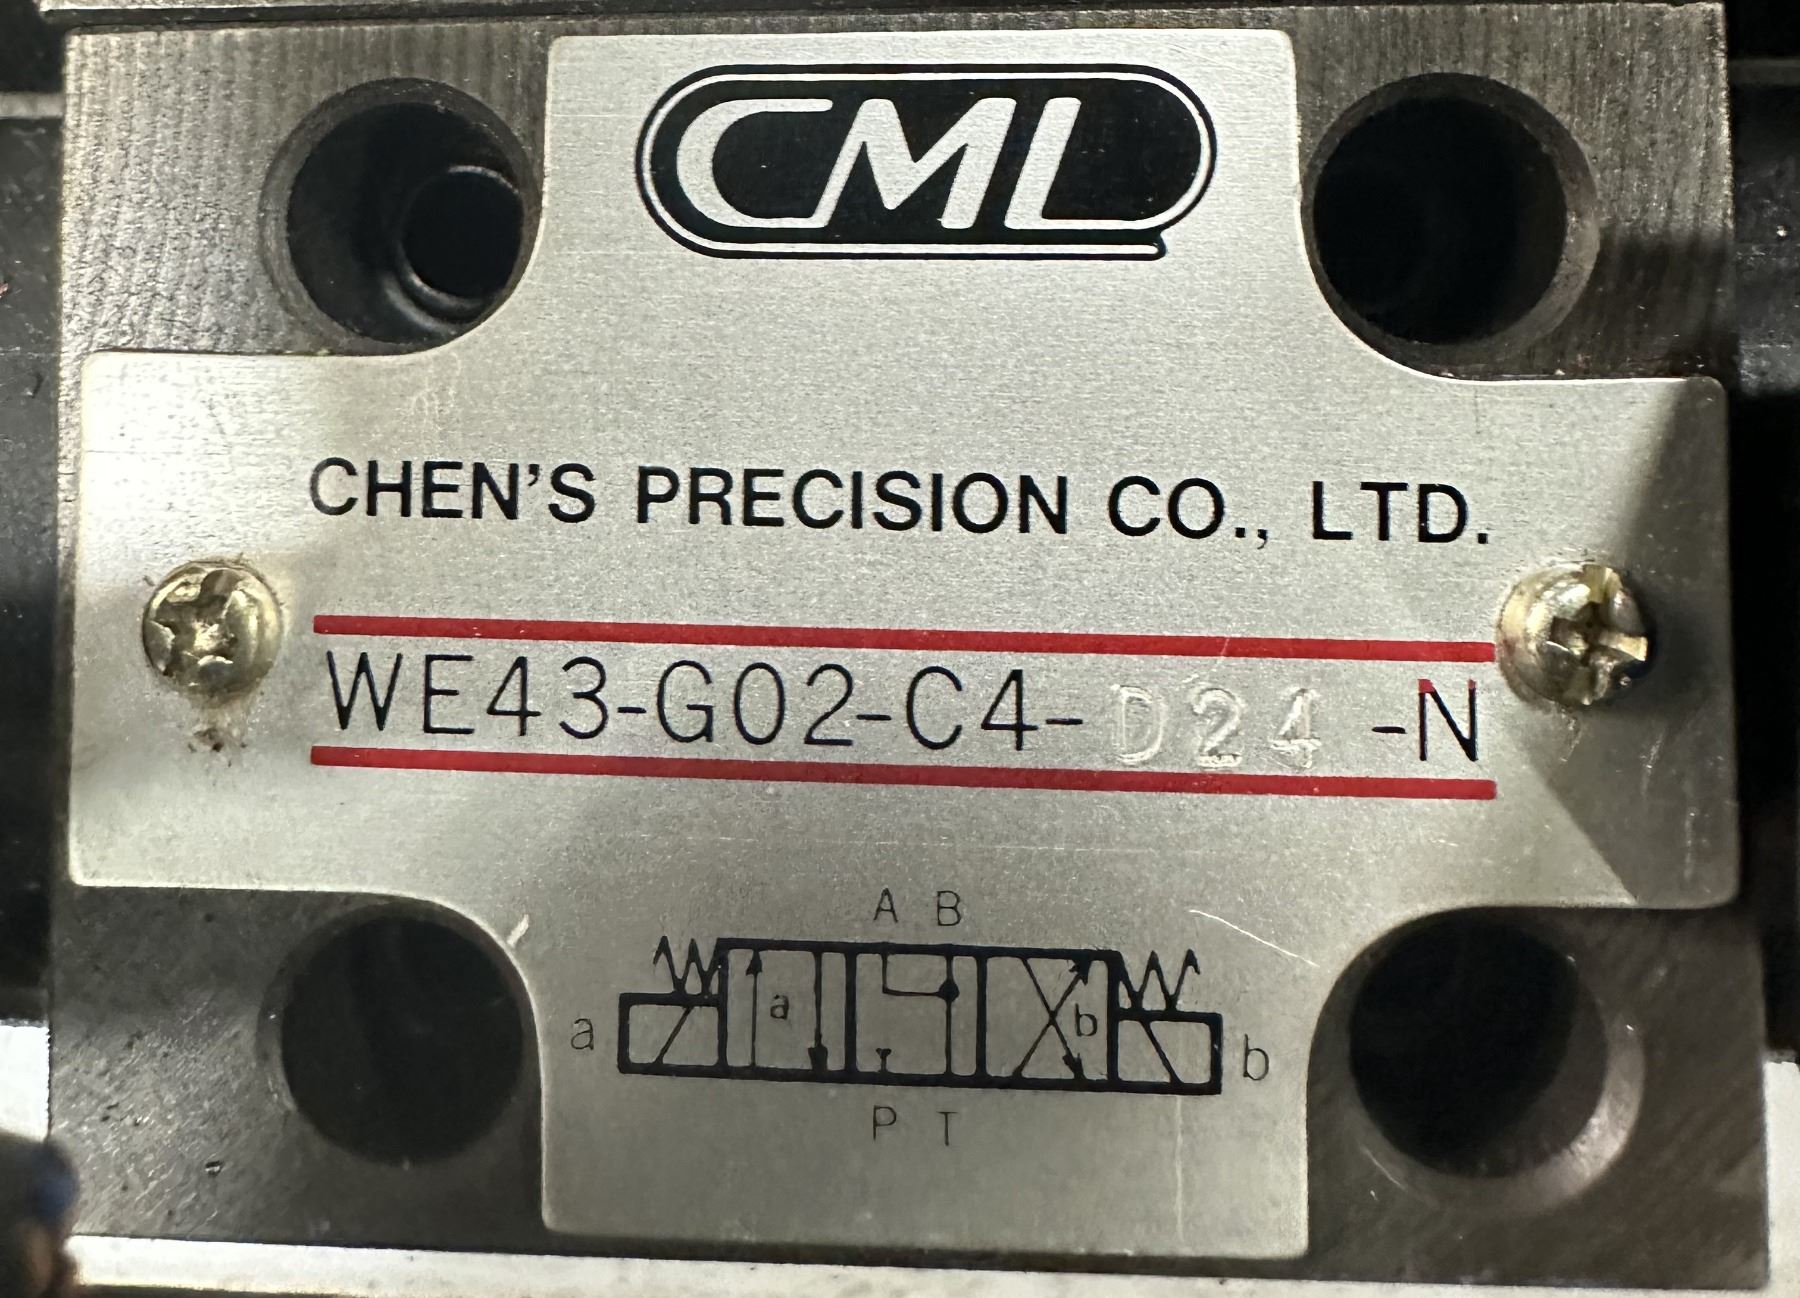 CML
CHEN'S PRECISION CO., LTD.
WE43-G02-C4-D24-N
A B
a a b b
P T